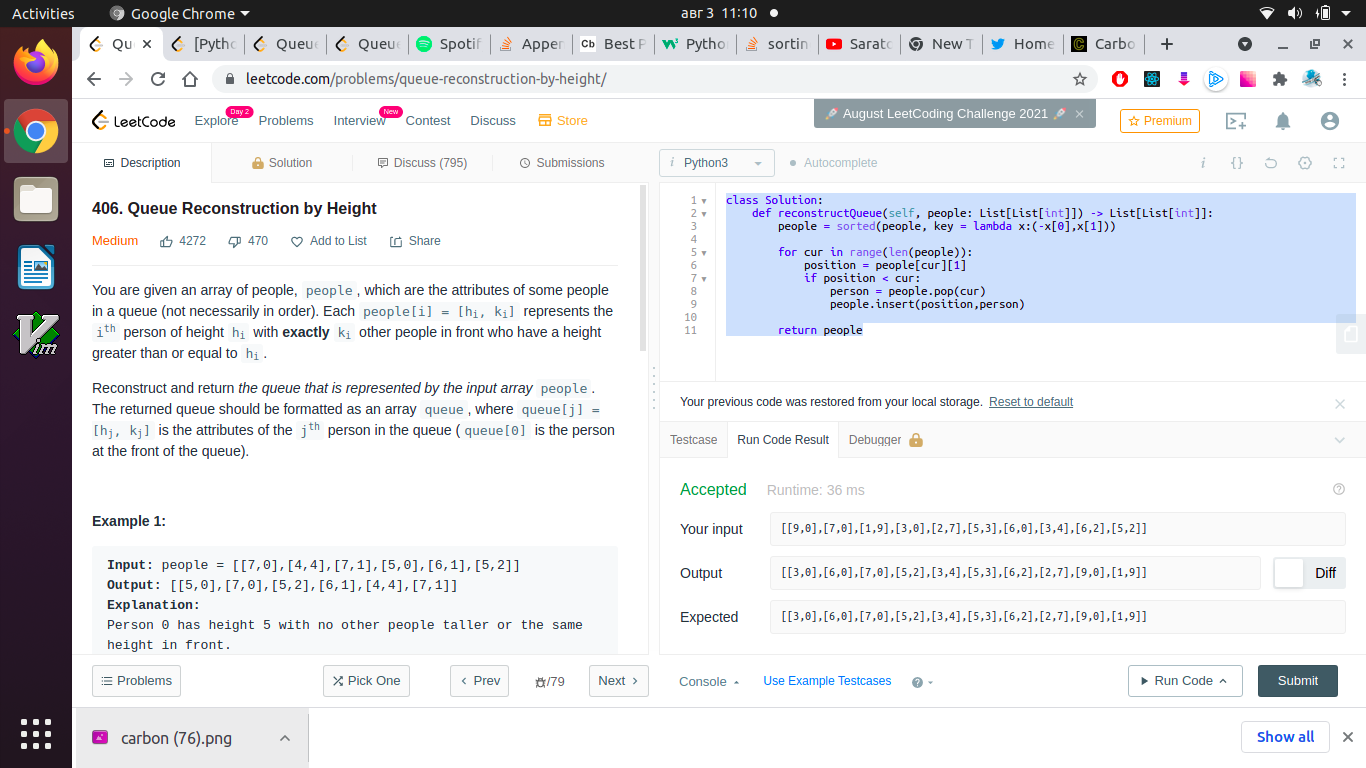 Activities Google Chrome авг 3 11:10
Qu [Pytho Queue Queue Spotif Apper Cb Best P Pytho sortin Sarato New T Home Carbo
leetcode.com/problems/queue-reconstruction-by-height/
LeetCode Explore Day 2 Problems Interview New Contest Discuss Store August LeetCoding Challenge 2021 Premium
Description Solution Discuss (795) Submissions
406. Queue Reconstruction by Height
Medium 4272 470 Add to List Share
You are given an array of people, people , which are the attributes of some people
in a queue (not necessarily in order). Each people[i] = [hi, ki] represents the
ith person of height hi with exactly ki other people in front who have a height
greater than or equal to hi .
Reconstruct and return the queue that is represented by the input array people .
The returned queue should be formatted as an array queue , where queue[j] =
[hj, kj] is the attributes of the jth person in the queue ( queue[0] is the person
at the front of the queue).
Example 1:
Input: people = [[7,0],[4,4],[7,1],[5,0],[6,1],[5,2]]
Output: [[5,0],[7,0],[5,2],[6,1],[4,4],[7,1]]
Explanation:
Person 0 has height 5 with no other people taller or the same
height in front.
Problems Pick One Prev /79 Next
i Python3 Autocomplete i {}
1 class Solution:
2 def reconstructQueue(self, people: List[List[int]]) -> List[List[int]]:
3 people = sorted(people, key = lambda x:(-x[0],x[1]))
4
5 for cur in range(len(people)):
6 position = people[cur][1]
7 if position < cur:
8 person = people.pop(cur)
9 people.insert(position,person)
10
11 return people
Your previous code was restored from your local storage. Reset to default
Testcase Run Code Result Debugger
Accepted Runtime: 36 ms
Your input [[9,0],[7,0],[1,9],[3,0],[2,7],[5,3],[6,0],[3,4],[6,2],[5,2]]
Output [[3,0],[6,0],[7,0],[5,2],[3,4],[5,3],[6,2],[2,7],[9,0],[1,9]] Diff
Expected [[3,0],[6,0],[7,0],[5,2],[3,4],[5,3],[6,2],[2,7],[9,0],[1,9]]
Console Use Example Testcases Run Code Submit
carbon (76).png Show all
VIm